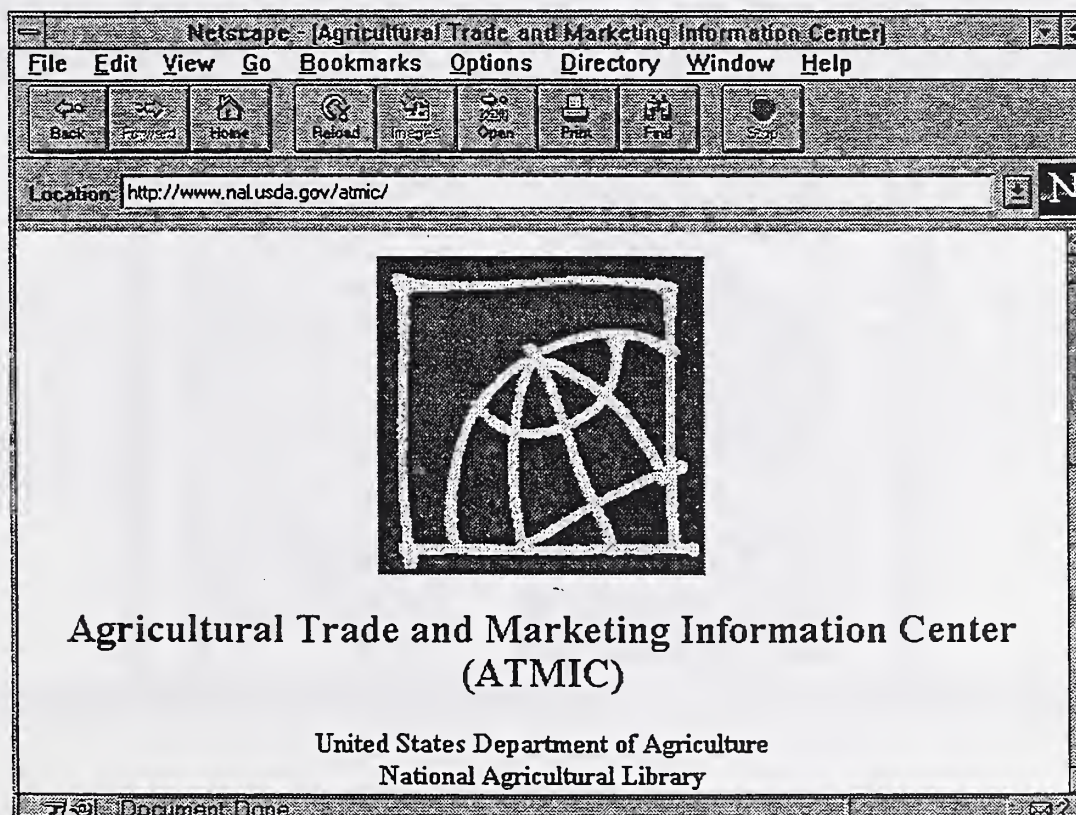 Netscape - [Agricultural Trade and Marketing Information Center]
File Edit View Go Bookmarks Options Directory Window Help
Back Forward Home Reload Images Open Print Find Stop
Location: http://www.nal.usda.gov/atmic/ N
Agricultural Trade and Marketing Information Center
(ATMIC)
United States Department of Agriculture
National Agricultural Library
Document: Done ?